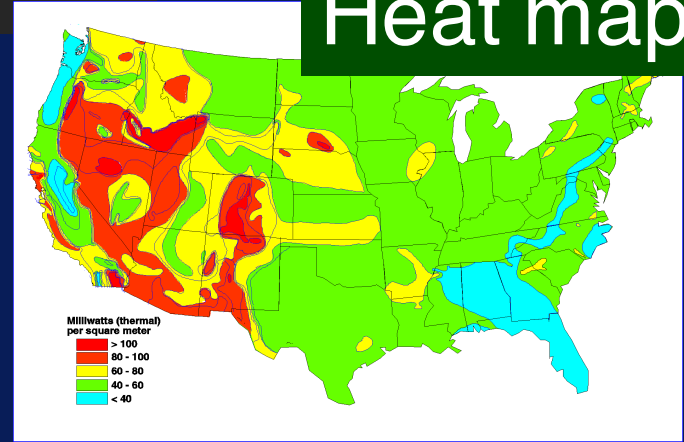 Heat map
Milliwatts (thermal)
per square meter
> 100
80 - 100
60 - 80
40 - 60
< 40